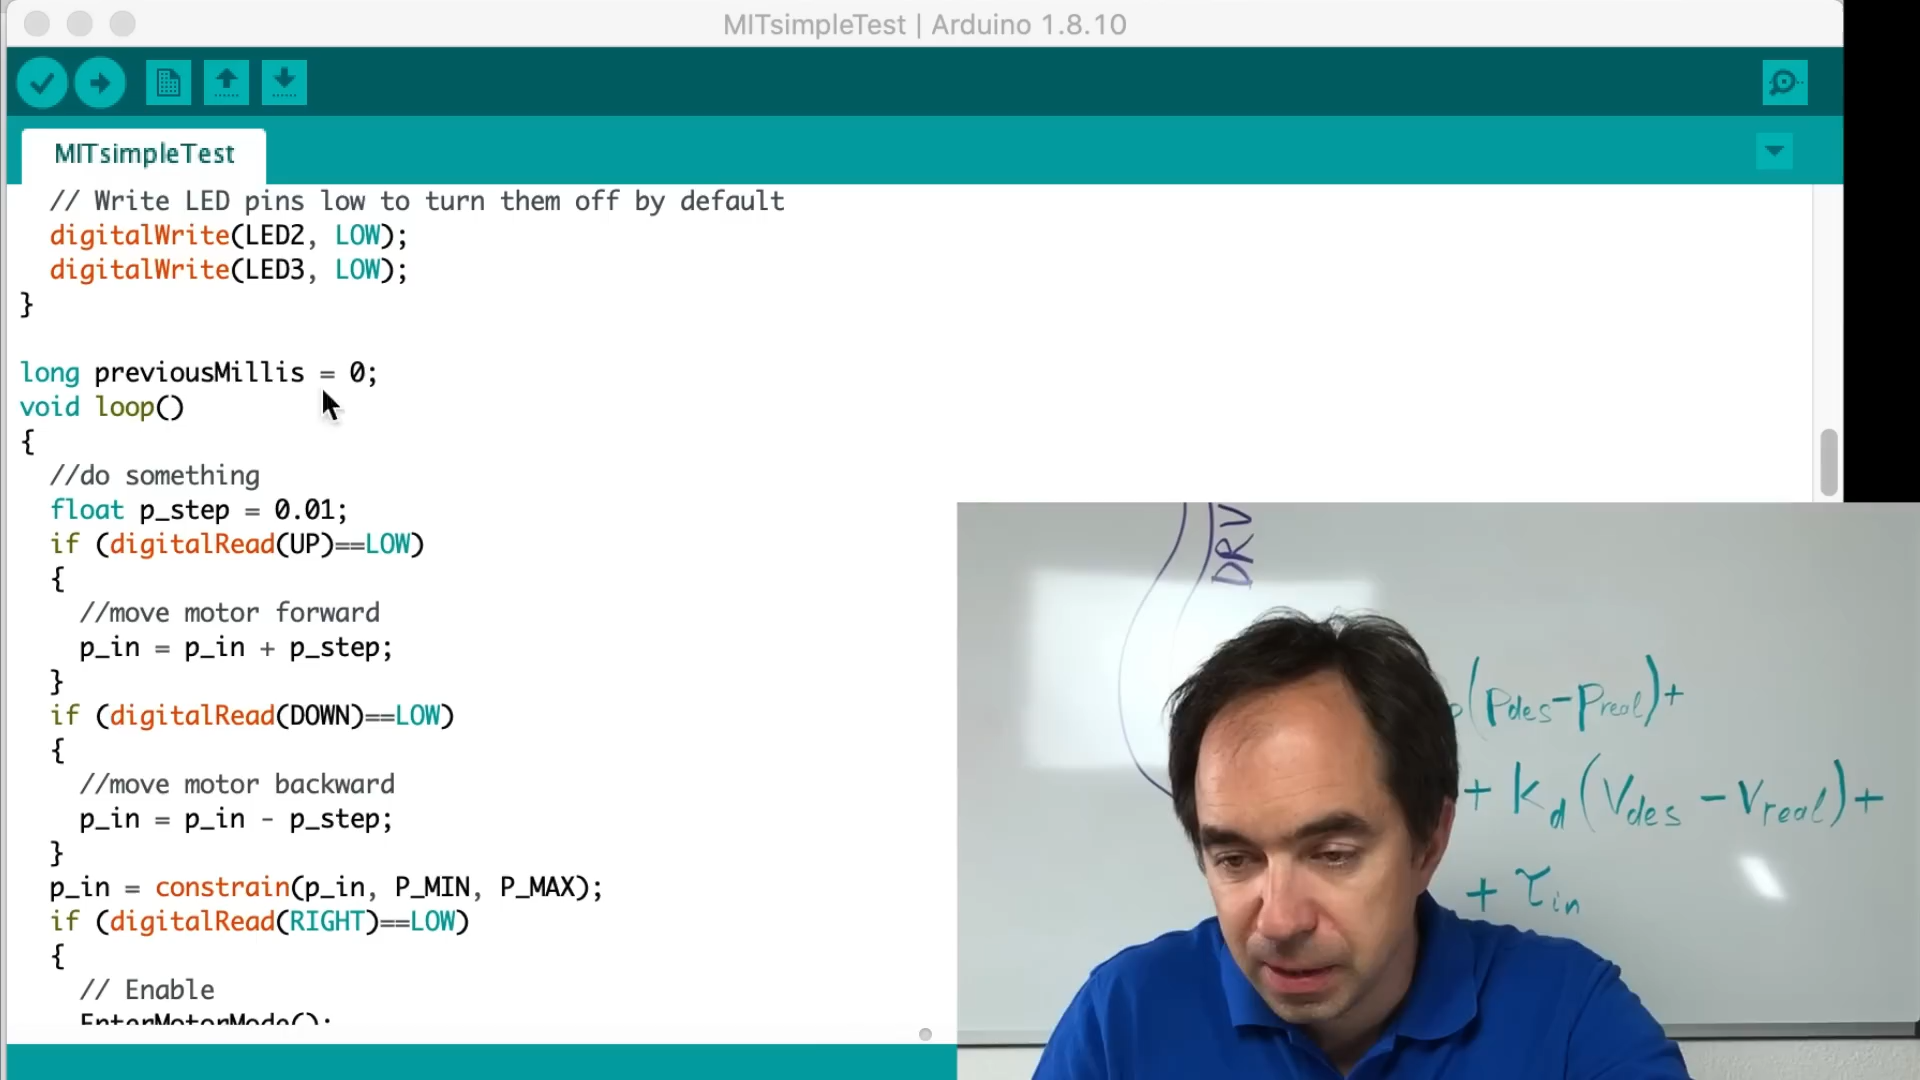 MITsimpleTest | Arduino 1.8.10
MITsimpleTest
// Write LED pins low to turn them off by default
digitalWrite(LED2, LOW);
digitalWrite(LED3, LOW);
}
long previousMillis = 0;
void loop()
{
//do something
float p_step = 0.01;
if (digitalRead(UP)==LOW)
{
//move motor forward
p_in = p_in + p_step;
}
if (digitalRead(DOWN)==LOW)
{
//move motor backward
p_in = p_in - p_step;
}
p_in = constrain(p_in, P_MIN, P_MAX);
if (digitalRead(RIGHT)==LOW)
{
// Enable
EnterMotorMode();
DRV
(Pdes-Preal)+
+ Kd (Vdes - Vreal)+
+ τin